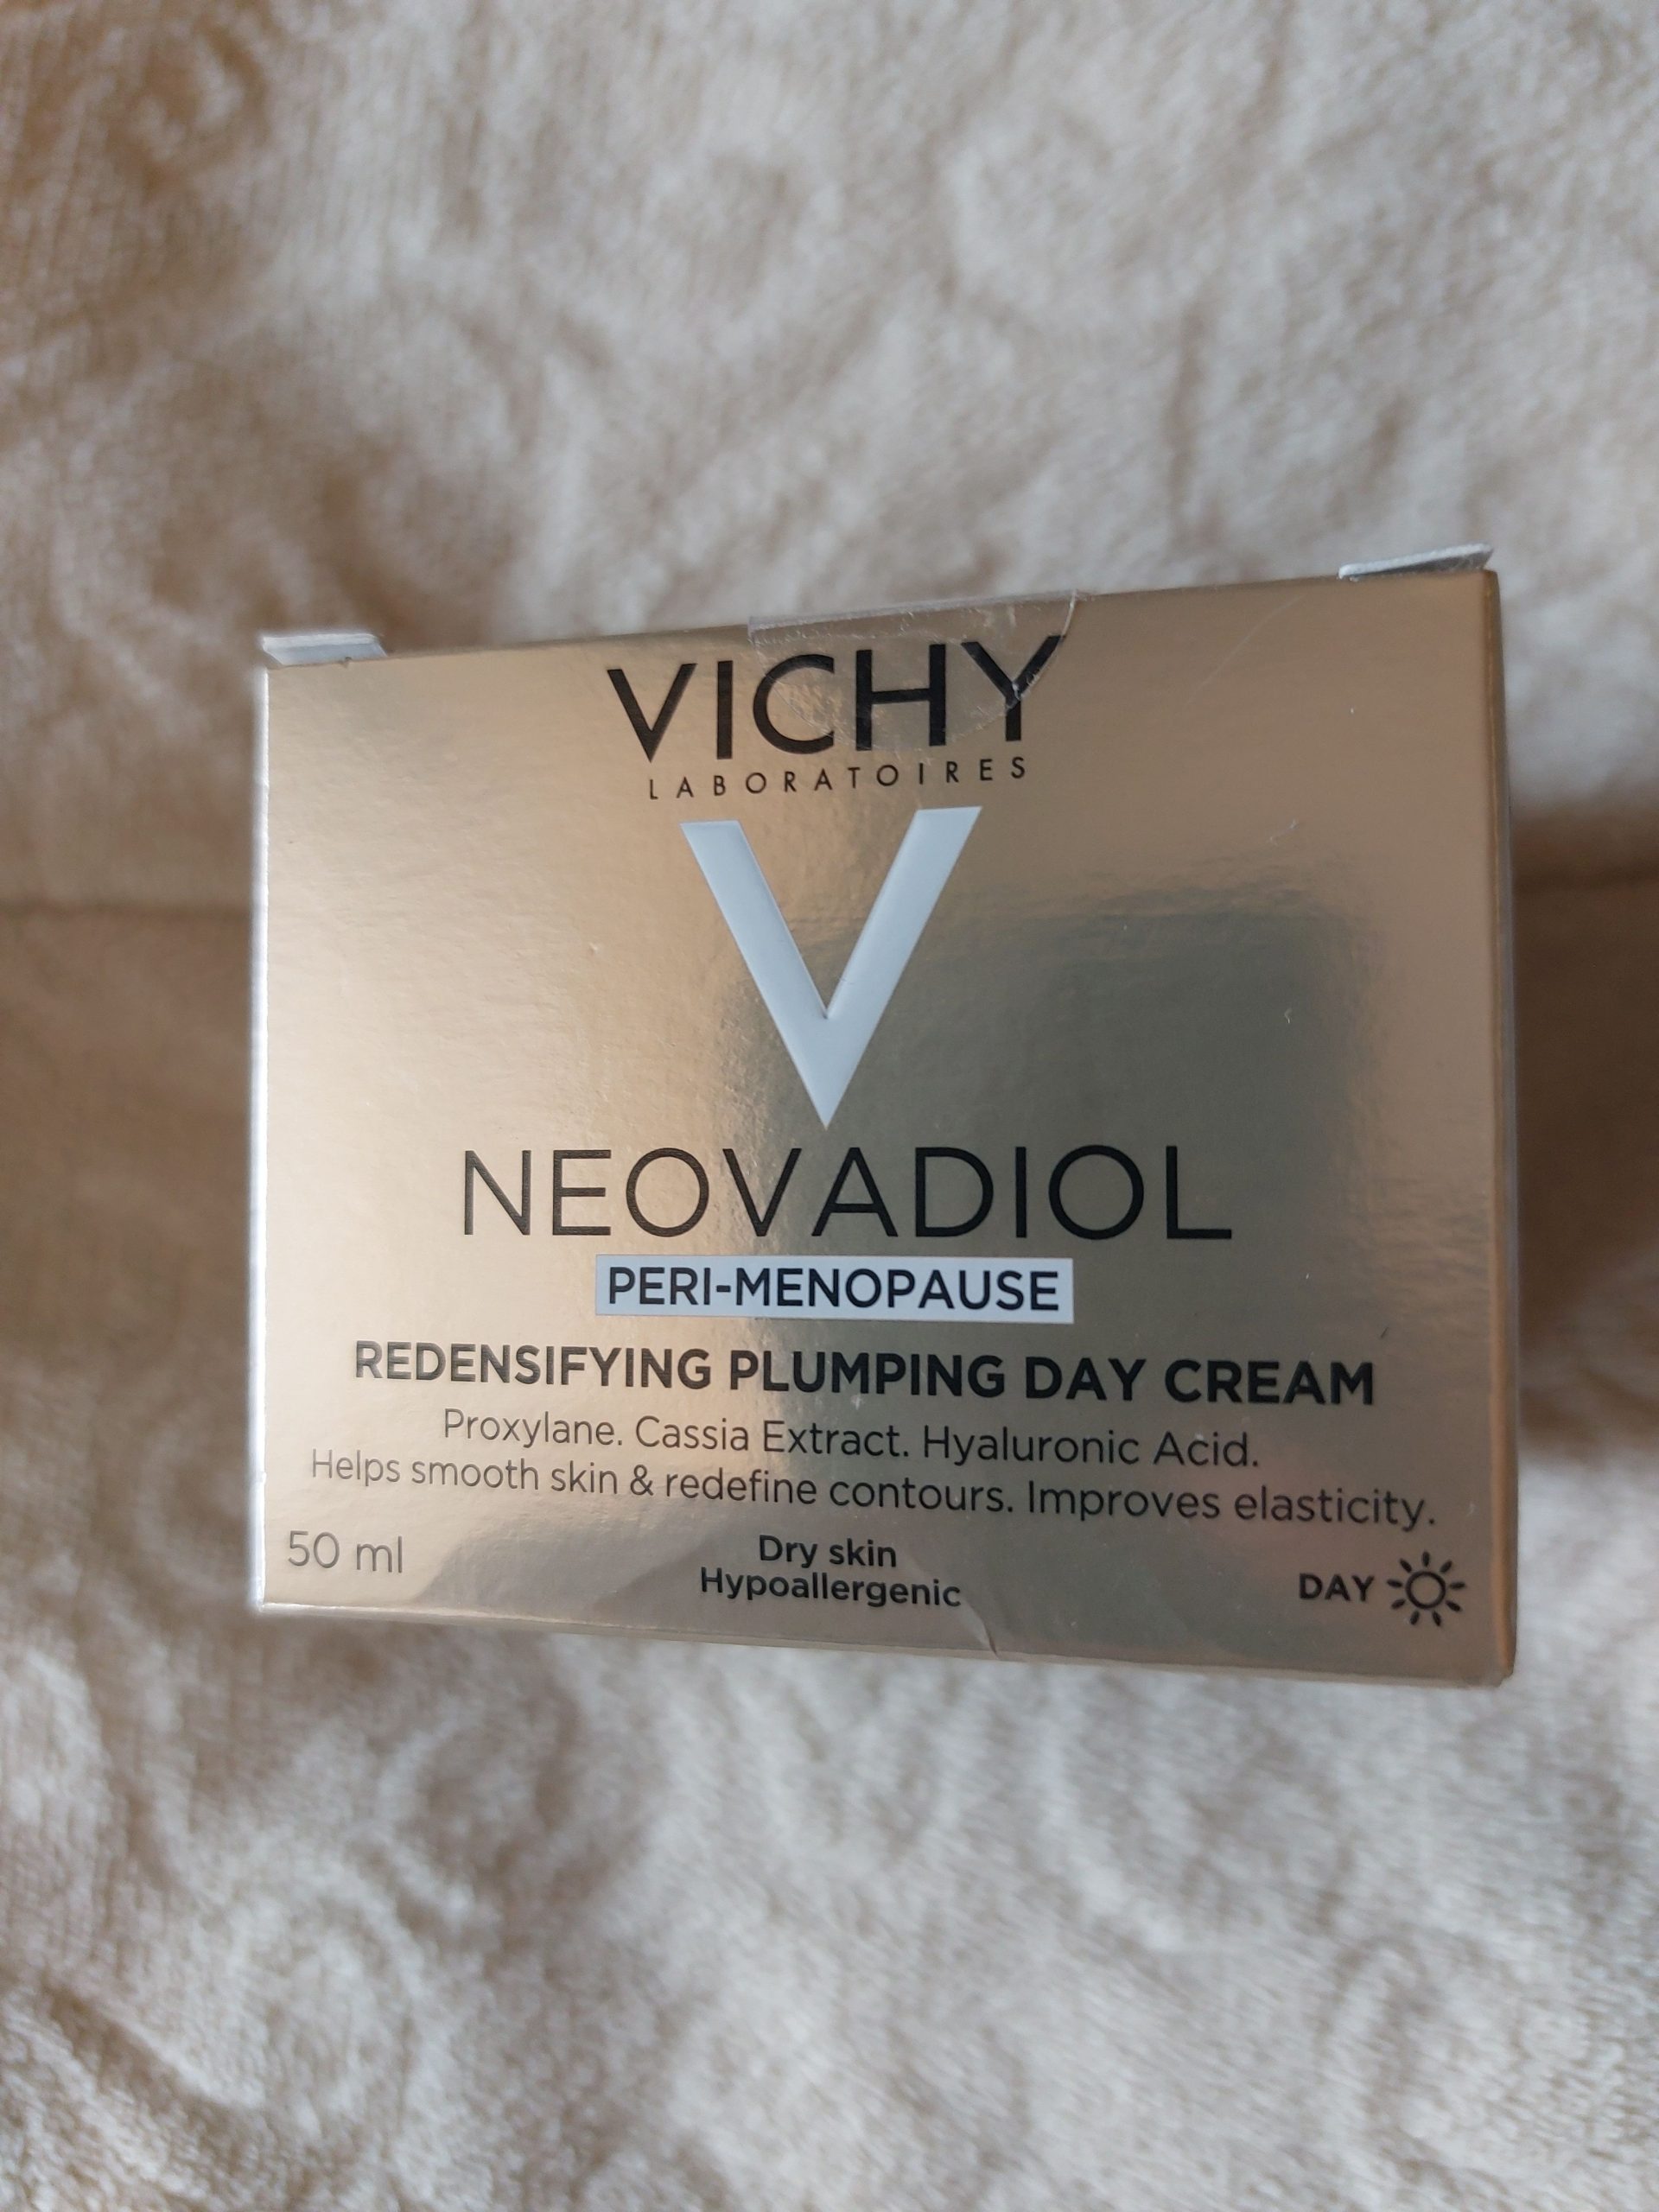 VICHY
LABORATOIRES
V
NEOVADIOL
PERI-MENOPAUSE
REDENSIFYING PLUMPING DAY CREAM
Proxylane. Cassia Extract. Hyaluronic Acid.
Helps smooth skin & redefine contours. Improves elasticity.
50 ml
Dry skin
Hypoallergenic
DAY